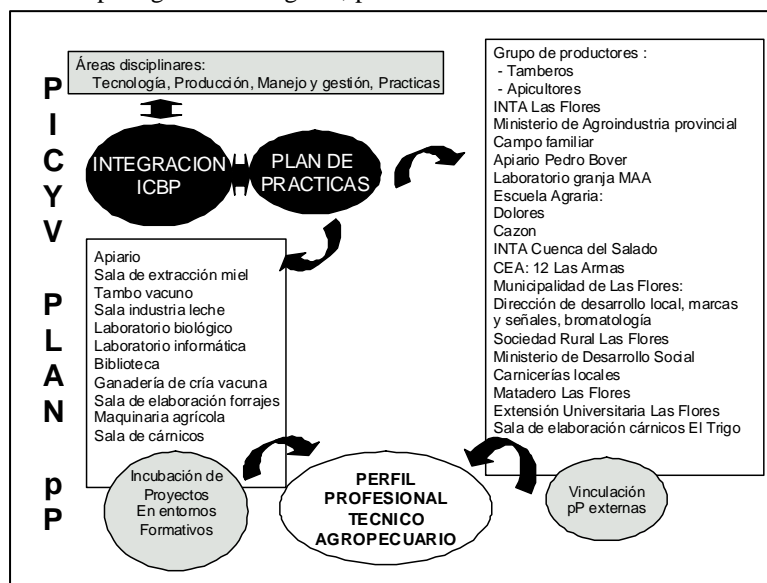 Áreas disciplinares:
Tecnología, Producción, Manejo y gestión, Practicas
P
I
C
Y
V
P
L
A
N
p
P
INTEGRACION
ICBP
PLAN DE
PRACTICAS
Grupo de productores :
- Tamberos
- Apicultores
INTA Las Flores
Ministerio de Agroindustria provincial
Campo familiar
Apiario Pedro Bover
Laboratorio granja MAA
Escuela Agraria:
Dolores
Cazon
INTA Cuenca del Salado
CEA: 12 Las Armas
Municipalidad de Las Flores:
Dirección de desarrollo local, marcas
y señales, bromatología
Sociedad Rural Las Flores
Ministerio de Desarrollo Social
Carnicerías locales
Matadero Las Flores
Extensión Universitaria Las Flores
Sala de elaboración cárnicos El Trigo
Apiario
Sala de extracción miel
Tambo vacuno
Sala industria leche
Laboratorio biológico
Laboratorio informática
Biblioteca
Ganadería de cría vacuna
Sala de elaboración forrajes
Maquinaria agrícola
Sala de cárnicos
Incubación de
Proyectos
En entornos
Formativos
PERFIL
PROFESIONAL
TECNICO
AGROPECUARIO
Vinculación
pP externas